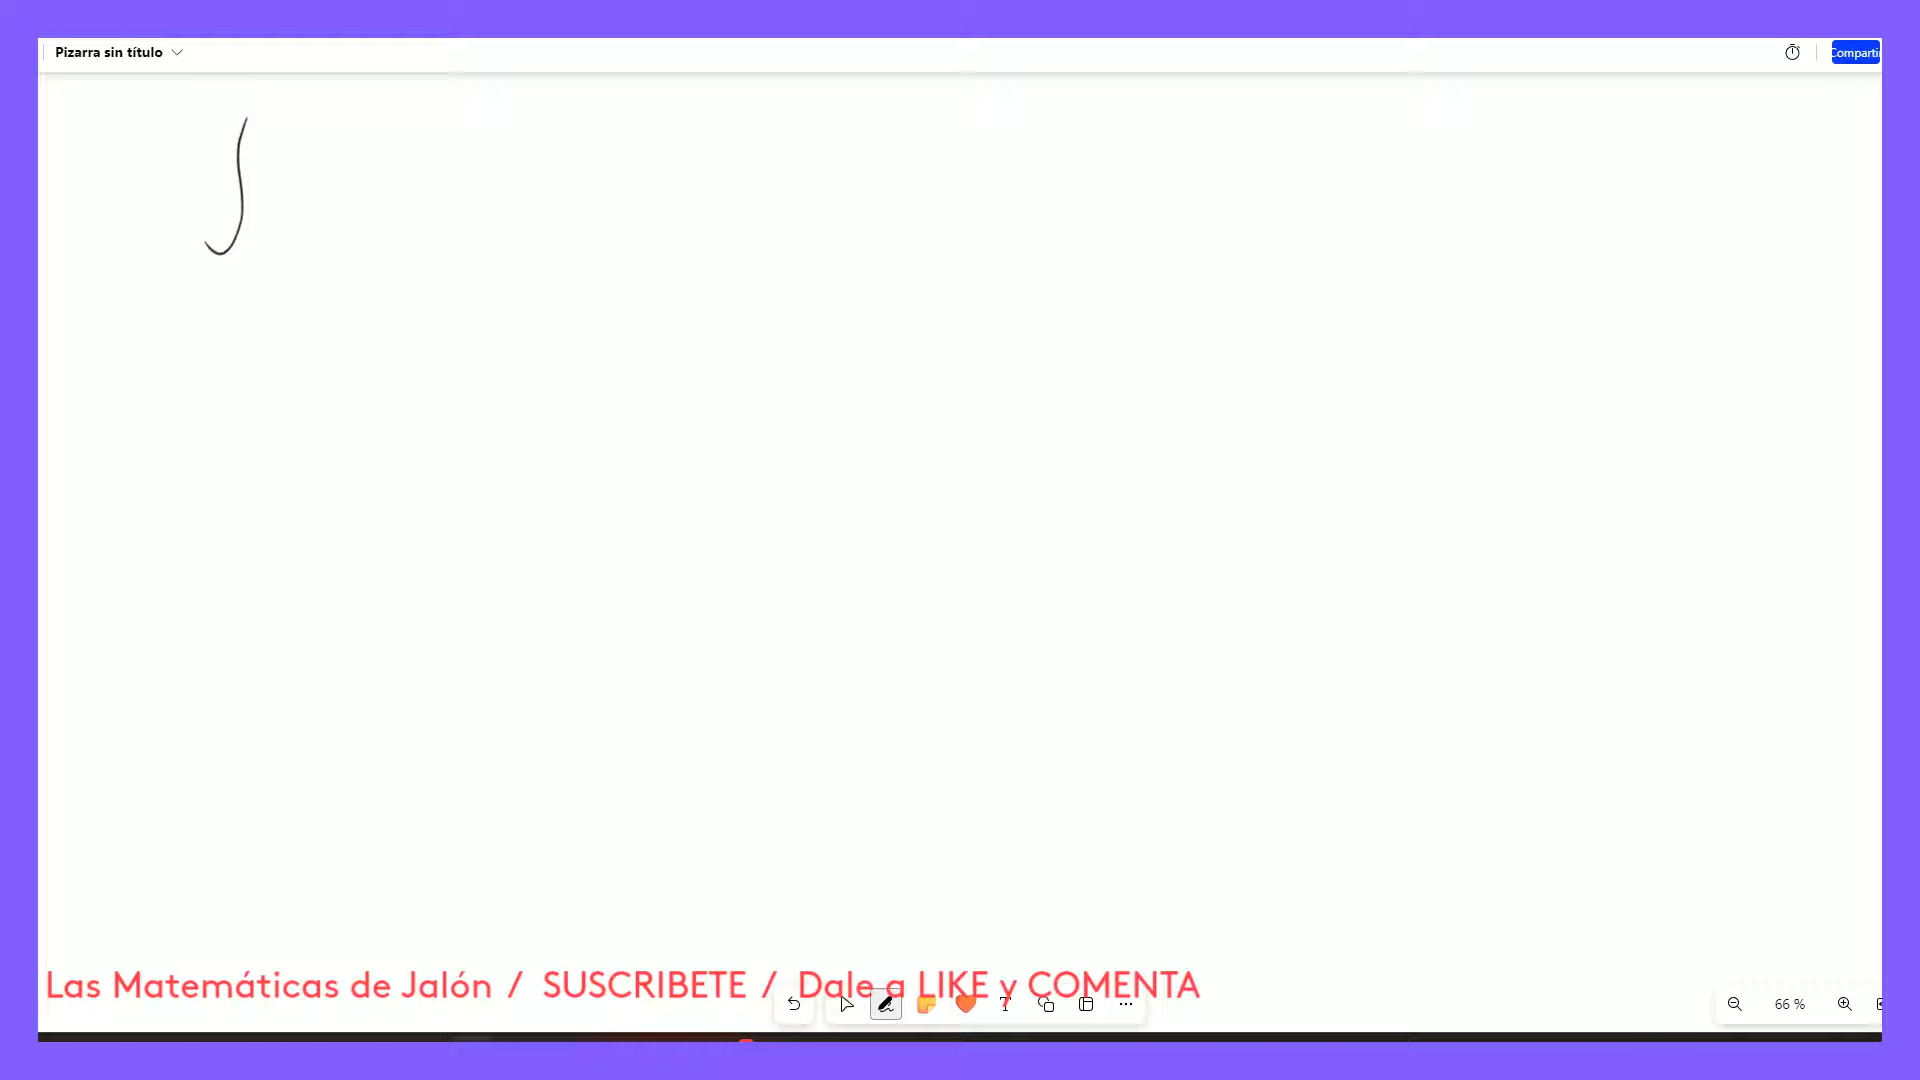 Pizarra sin título
Comparti
∫
Las Matemáticas de Jalón / SUSCRIBETE / Dale a LIKE y COMENTA
66 %